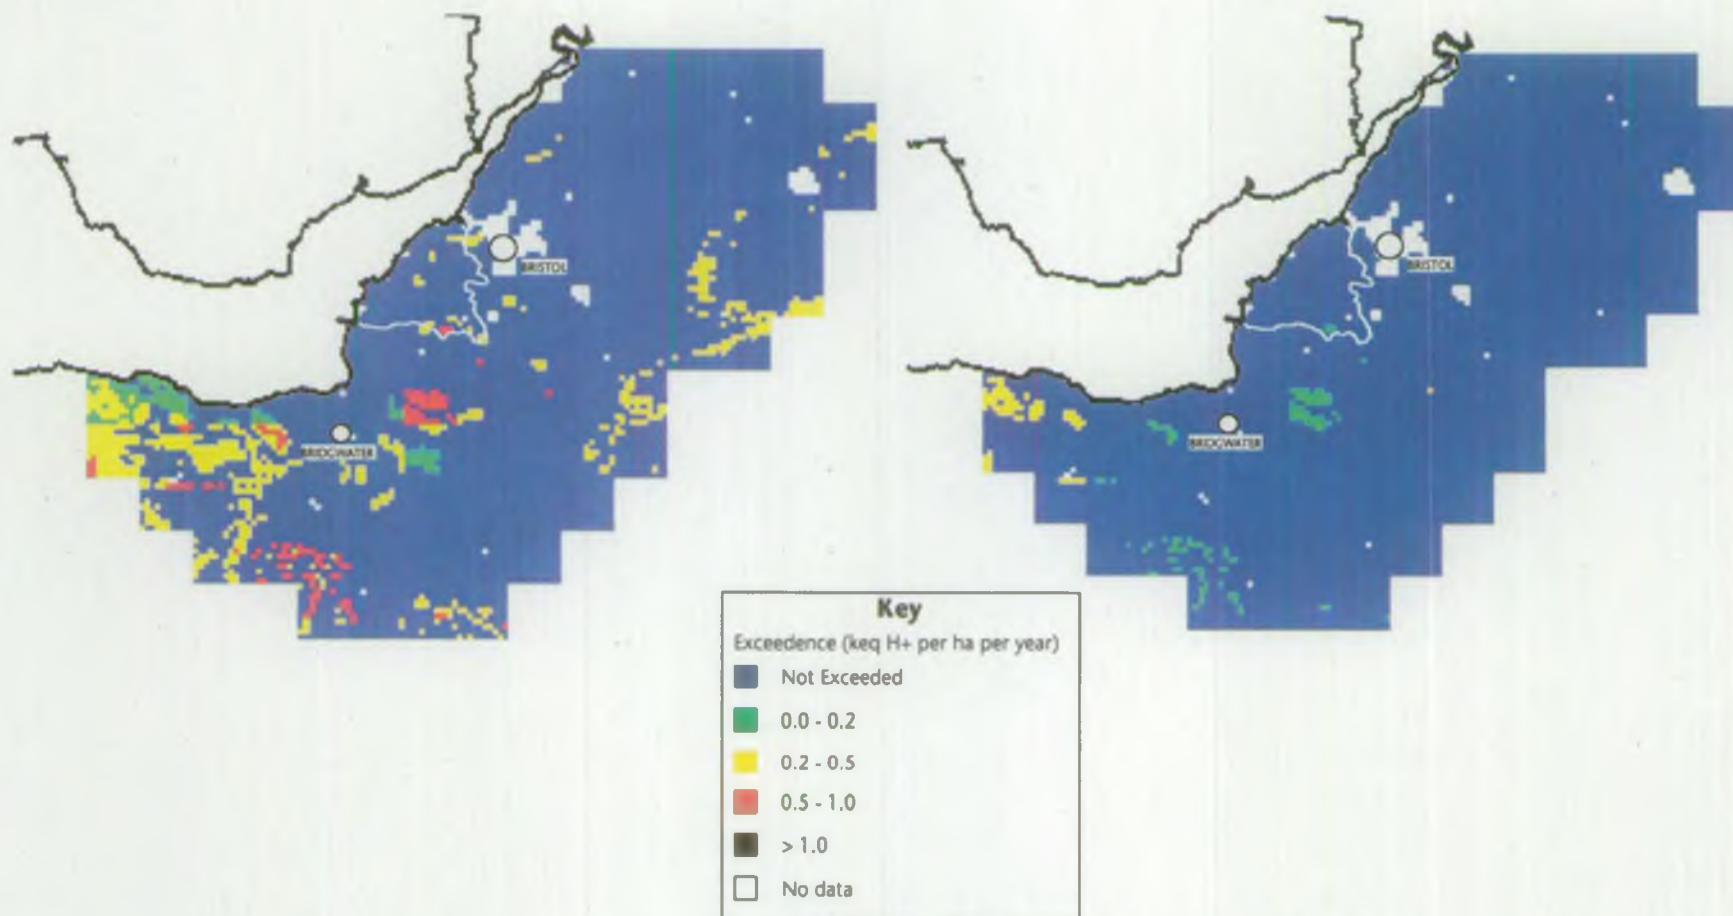 BRISTOL
BRIDGWATER
BRISTOL
BRIDGWATER
Key
Exceedence (keq H+ per ha per year)
Not Exceeded
0.0 - 0.2
0.2 - 0.5
0.5 - 1.0
> 1.0
No data